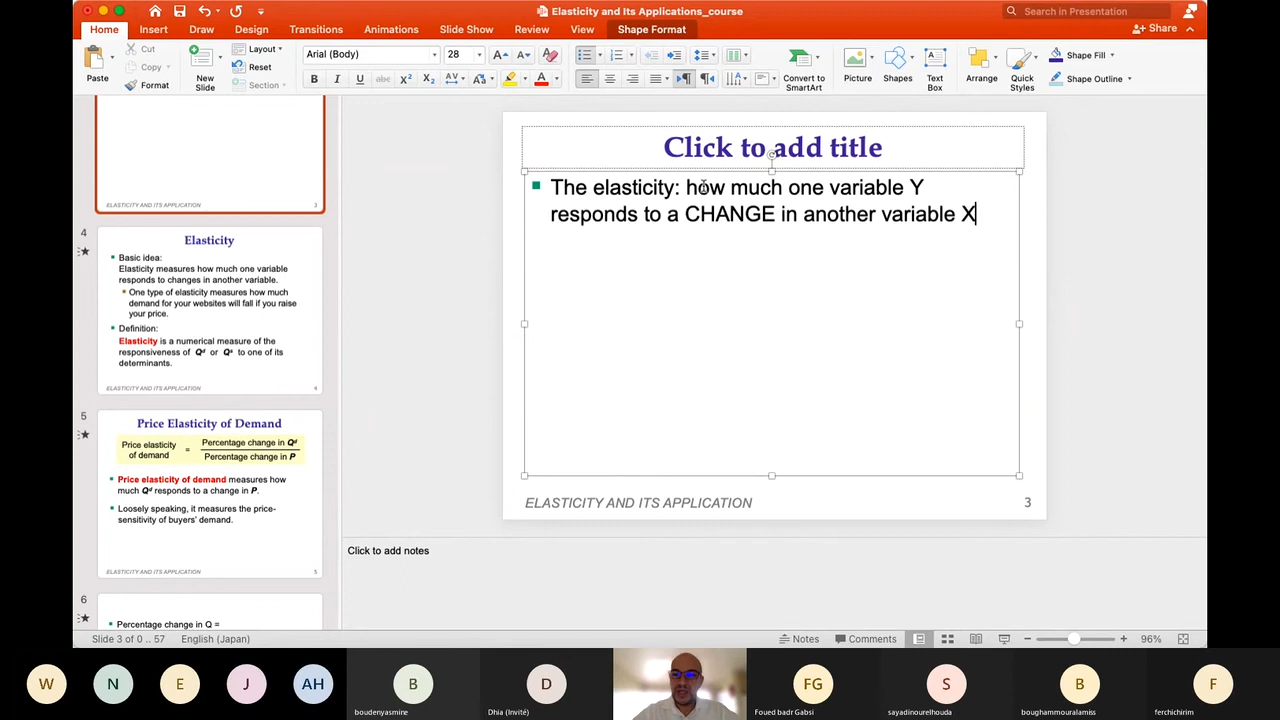 Elasticity and Its Applications_course
Search in Presentation
Home Insert Draw Design Transitions Animations Slide Show Review View Shape Format
Share
Paste
Cut
Copy
Format
New Slide
Layout
Reset
Section
Arial (Body) 28
Convert to SmartArt
Picture
Shapes
Text Box
Arrange
Quick Styles
Shape Fill
Shape Outline
ELASTICITY AND ITS APPLICATION 3
4
Elasticity
Basic idea:
Elasticity measures how much one variable
responds to changes in another variable.
One type of elasticity measures how much
demand for your websites will fall if you raise
your price.
Definition:
Elasticity is a numerical measure of the
responsiveness of Qd or Qs to one of its
determinants.
ELASTICITY AND ITS APPLICATION 4
5
Price Elasticity of Demand
Price elasticity of demand = Percentage change in Qd
Percentage change in P
Price elasticity of demand measures how
much Qd responds to a change in P.
Loosely speaking, it measures the price-
sensitivity of buyers' demand.
ELASTICITY AND ITS APPLICATION 5
6
Percentage change in Q =
Click to add title
The elasticity: how much one variable Y
responds to a CHANGE in another variable X
ELASTICITY AND ITS APPLICATION 3
Click to add notes
Slide 3 of 0 .. 57 English (Japan) Notes Comments 96%
W N E J AH B D FG S B F
boudenyasmine Dhia (Invité) Foued badr Gabsi sayadinourelhouda boughammouralamiss ferchichirim